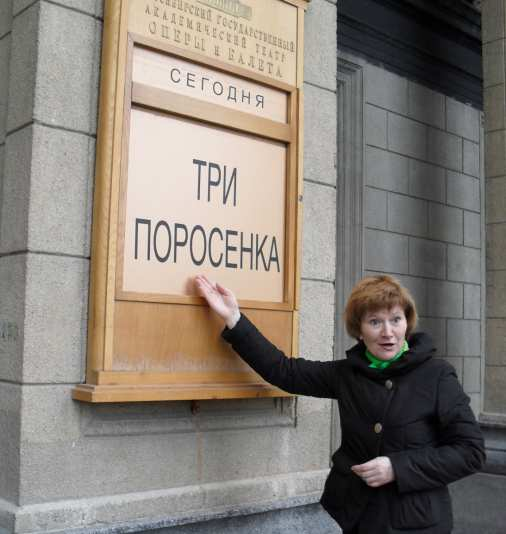 ГОСУДАРСТВЕННЫЙ
АКАДЕМИЧЕСКИЙ ТЕАТР
ОПЕРЫ и БАЛЕТА
СЕГОДНЯ
ТРИ
ПОРОСЕНКА